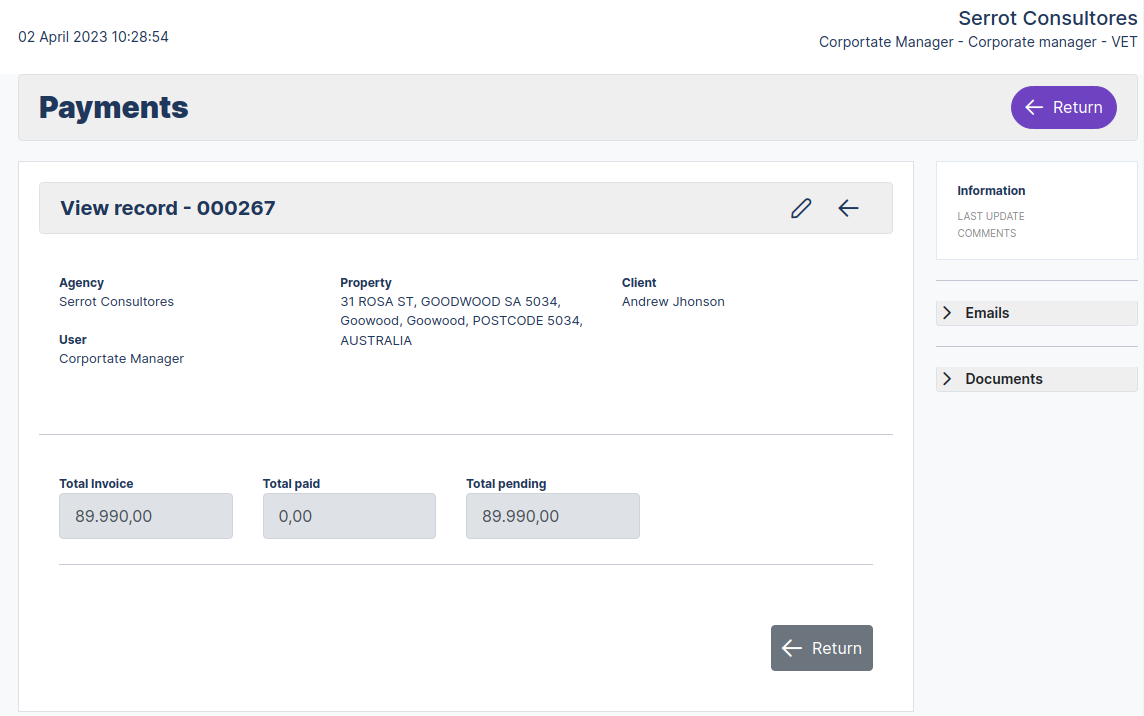 Serrot Consultores
02 April 2023 10:28:54
Corportate Manager - Corporate manager - VET
Payments
Return
View record - 000267
Agency
Serrot Consultores
User
Corportate Manager
Property
31 ROSA ST, GOODWOOD SA 5034,
Goowood, Goowood, POSTCODE 5034,
AUSTRALIA
Client
Andrew Jhonson
Total Invoice
89.990,00
Total paid
0,00
Total pending
89.990,00
Return
Information
LAST UPDATE
COMMENTS
Emails
Documents